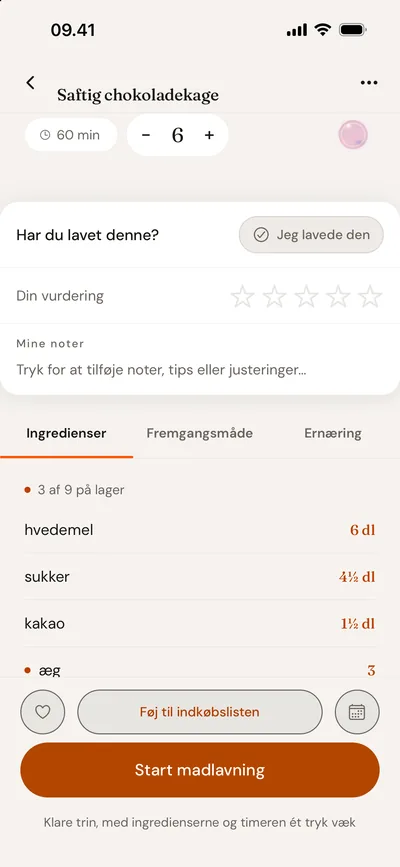 09.41
Saftig chokoladekage
60 min
- 6 +
Har du lavet denne?
Jeg lavede den
Din vurdering
Mine noter
Tryk for at tilføje noter, tips eller justeringer...
Ingredienser Fremgangsmåde Ernæring
3 af 9 på lager
hvedemel 6 dl
sukker 4½ dl
kakao 1½ dl
æg 3
Føj til indkøbslisten
Start madlavning
Klare trin, med ingredienserne og timeren ét tryk væk